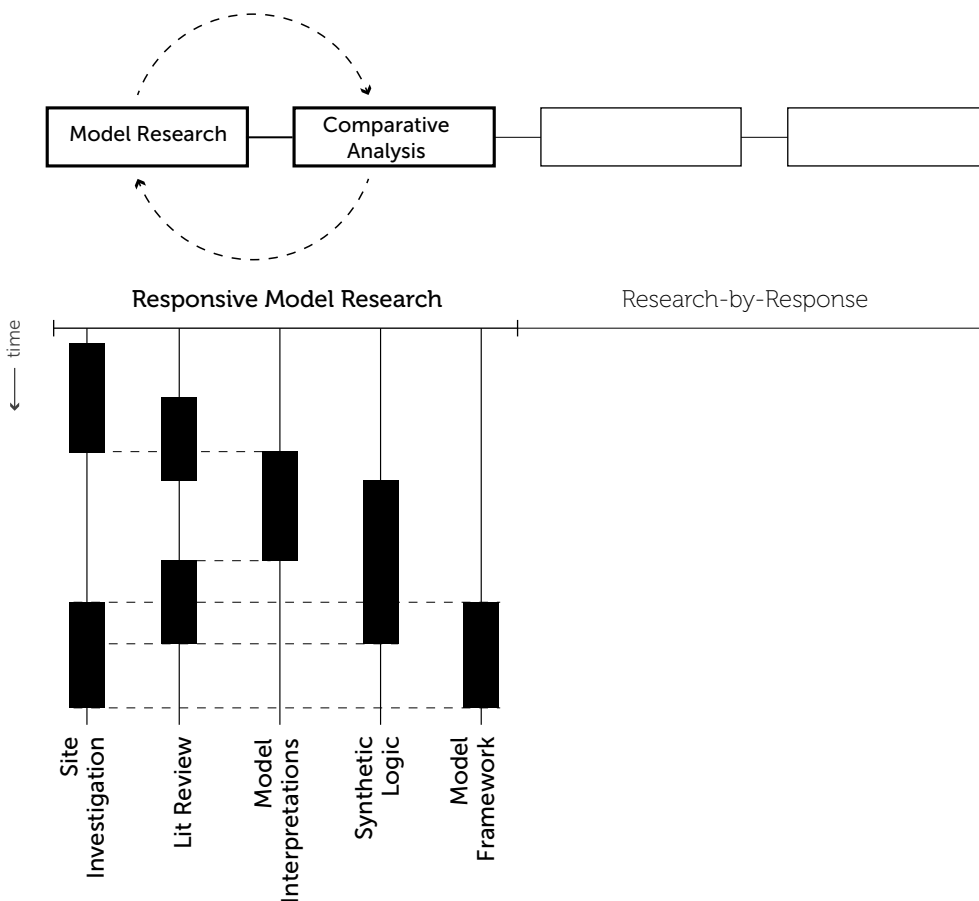 Model Research
Comparative
Analysis
Responsive Model Research
Research-by-Response
time
Site
Investigation
Lit Review
Model
Interpretations
Synthetic
Logic
Model
Framework